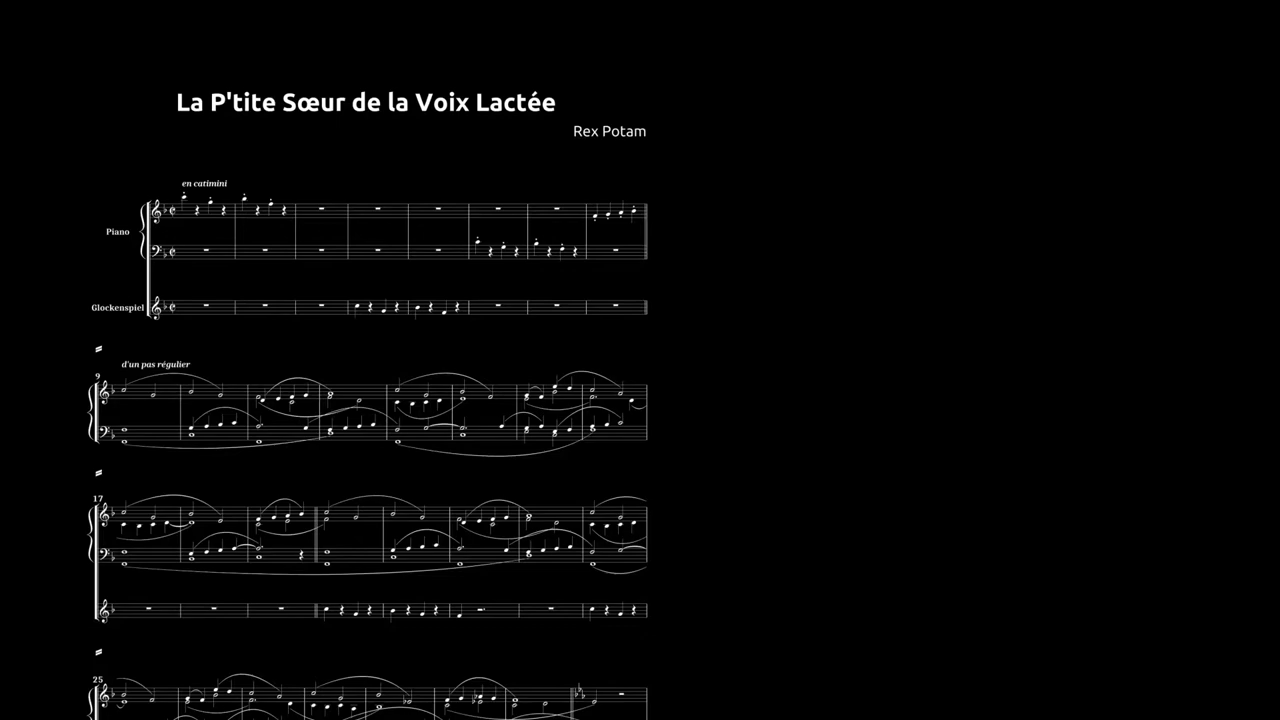 La P'tite Sœur de la Voix Lactée
Rex Potam
en catimini
Piano
Glockenspiel
d'un pas régulier
9
17
25